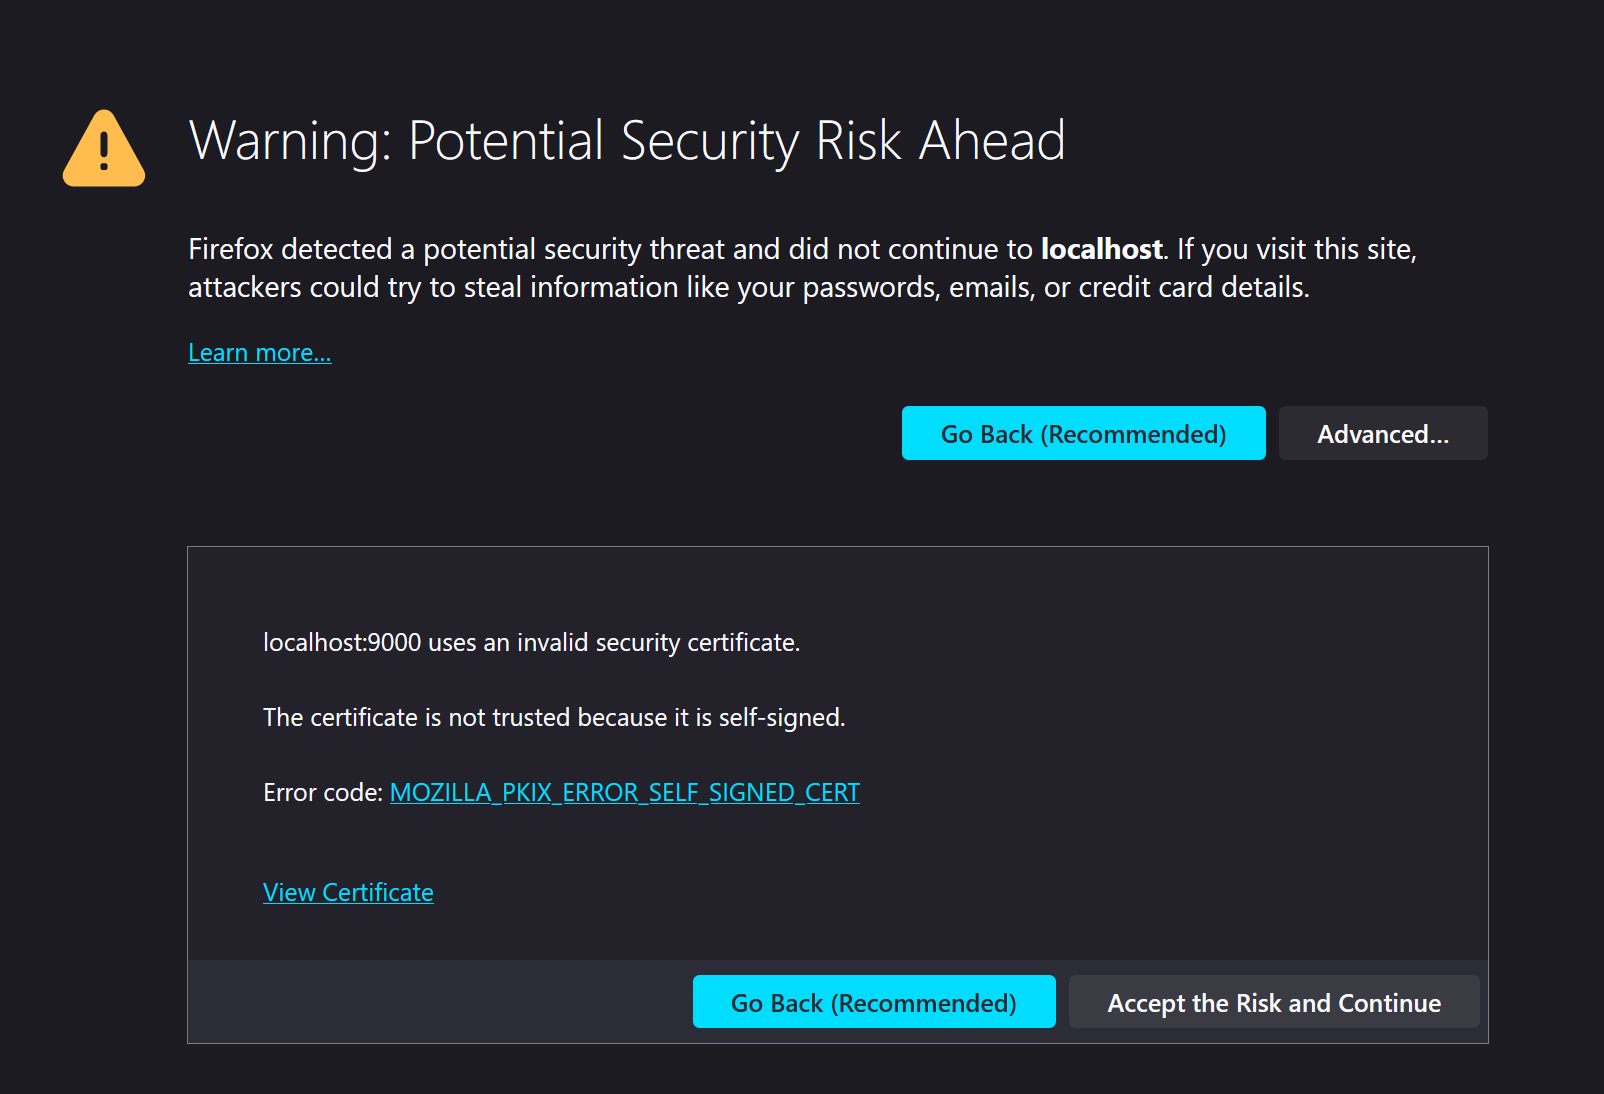 Warning: Potential Security Risk Ahead
Firefox detected a potential security threat and did not continue to localhost. If you visit this site,
attackers could try to steal information like your passwords, emails, or credit card details.
Learn more...
Go Back (Recommended)
Advanced...
localhost:9000 uses an invalid security certificate.
The certificate is not trusted because it is self-signed.
Error code: MOZILLA_PKIX_ERROR_SELF_SIGNED_CERT
View Certificate
Go Back (Recommended)
Accept the Risk and Continue